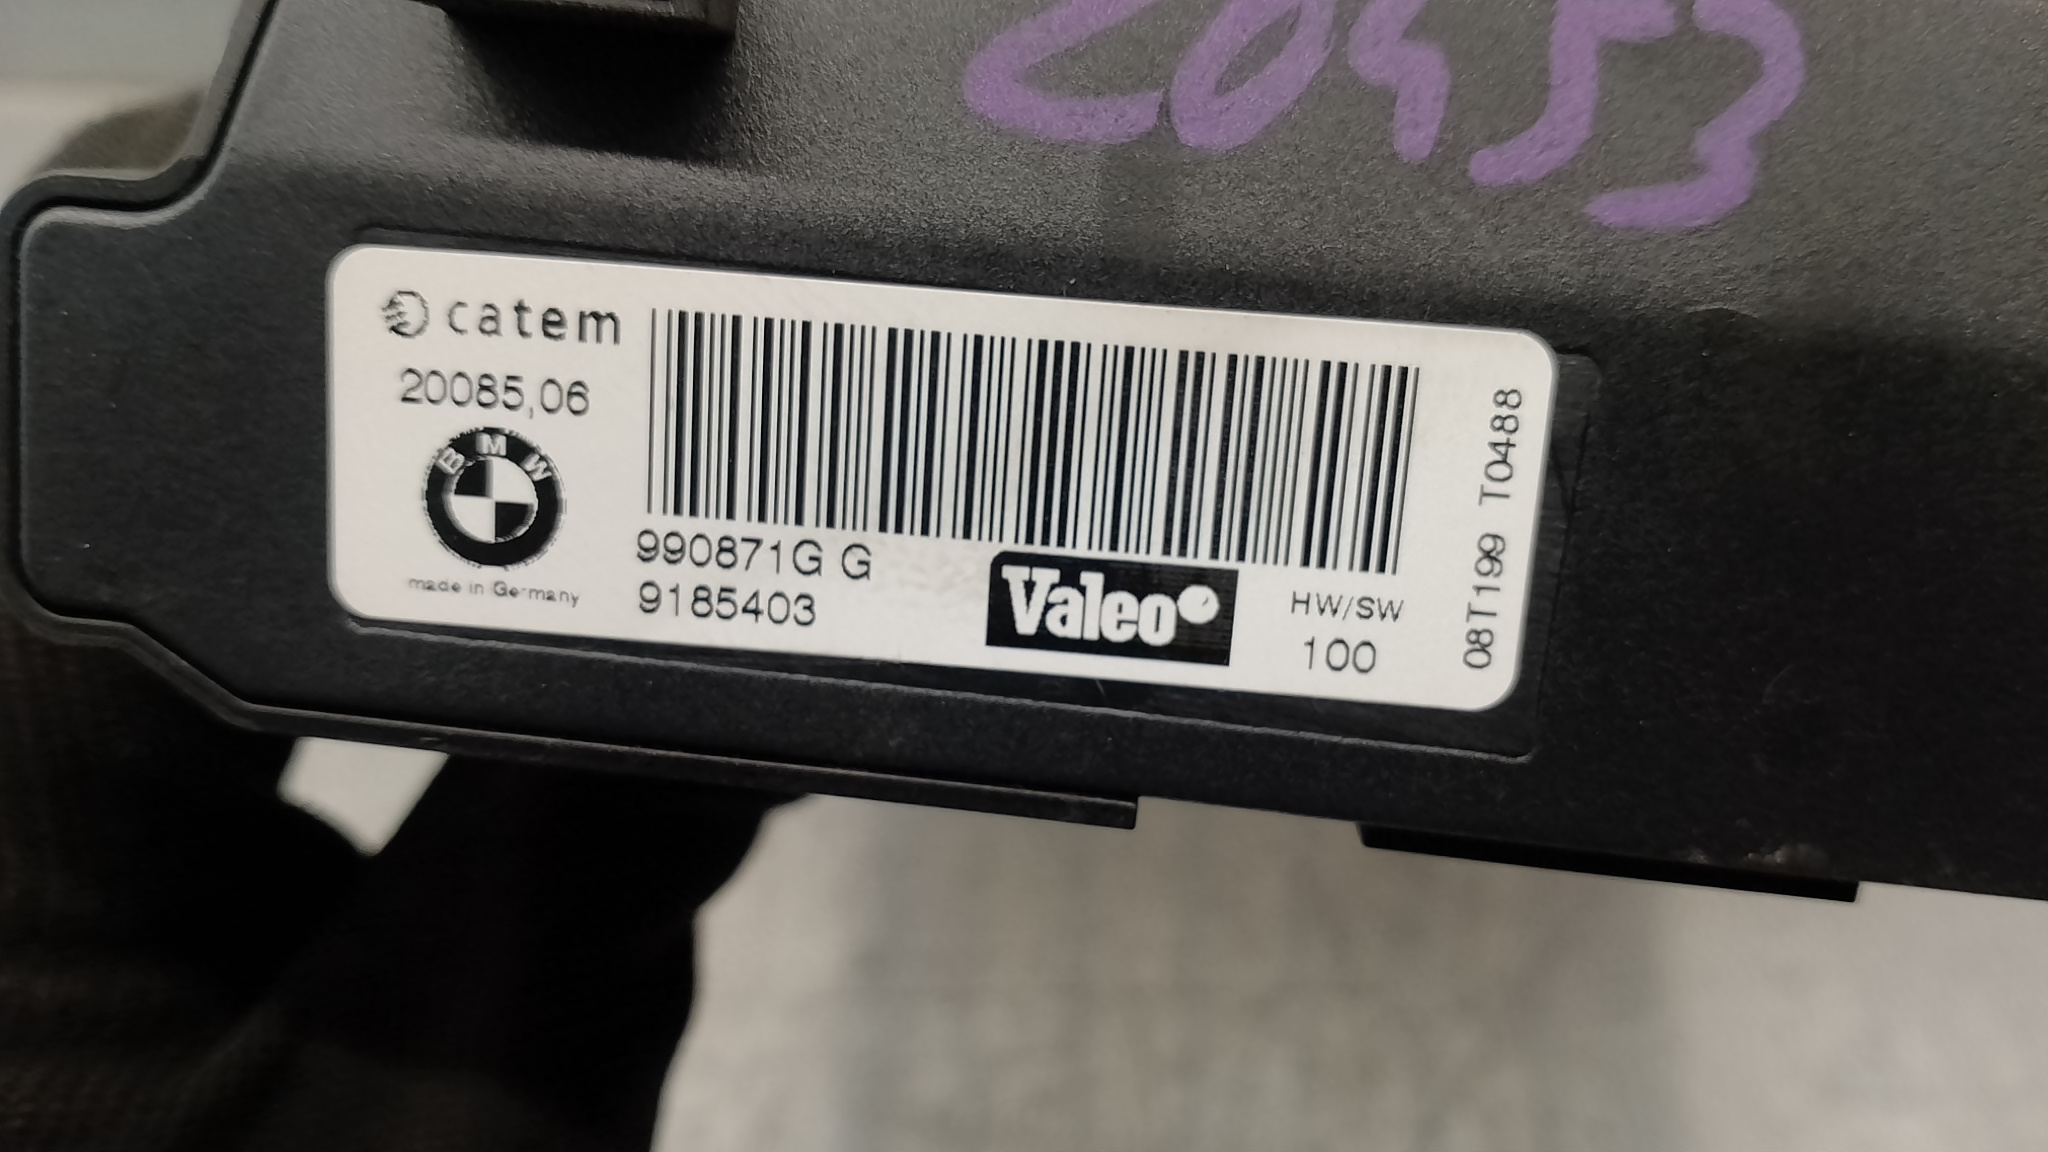 20453
catem
20085,06
BMW
made in Germany
990871G G
9185403
Valeo
HW/SW
100
08T199 T0488